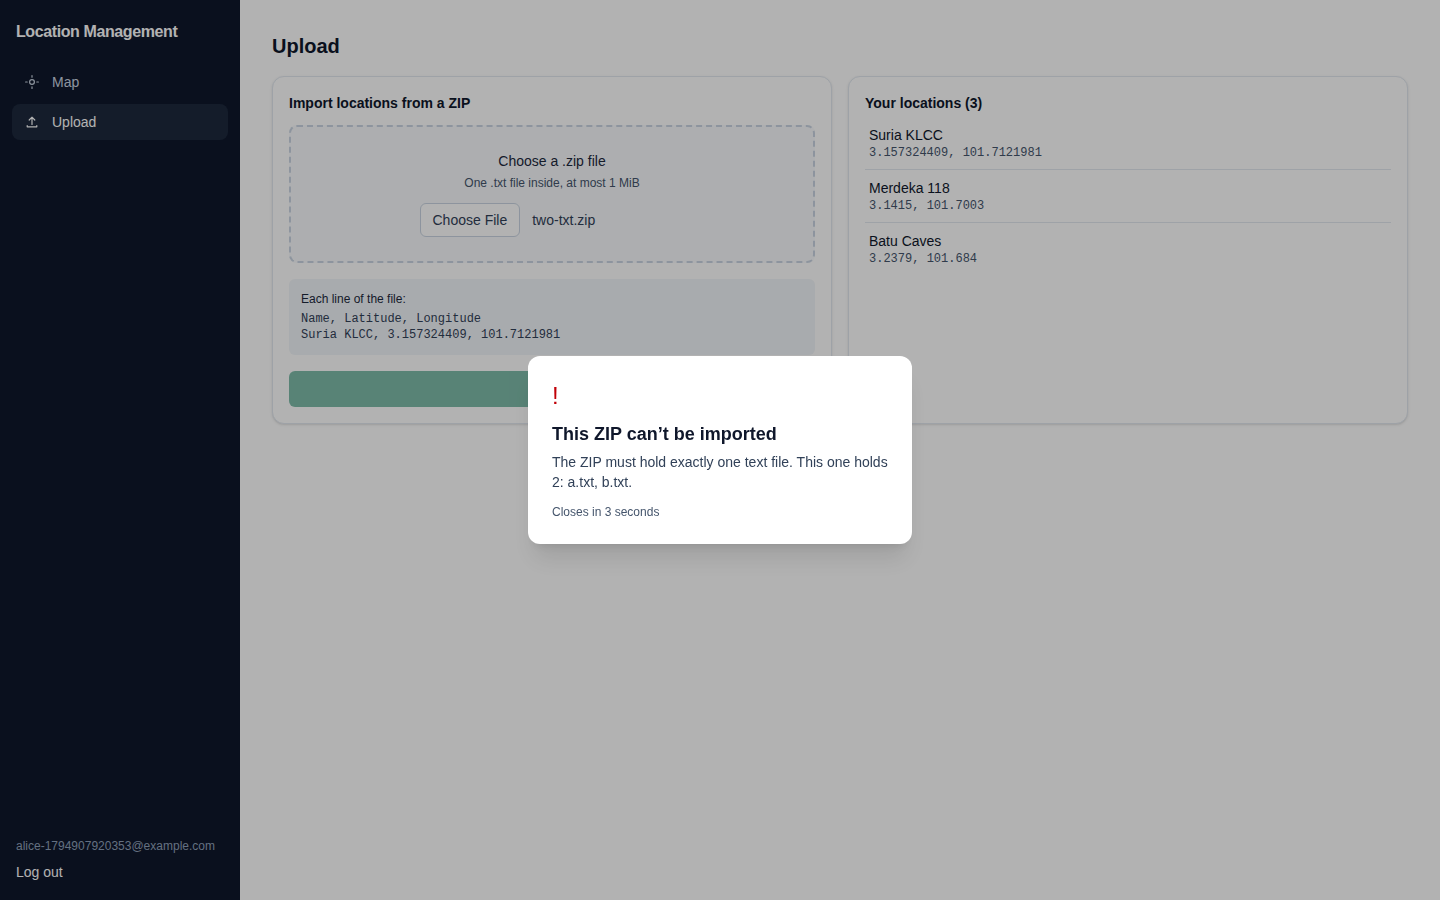 Location Management
Map
Upload
alice-1794907920353@example.com
Log out
Upload
Import locations from a ZIP
Choose a .zip file
One .txt file inside, at most 1 MiB
Choose File two-txt.zip
Each line of the file:
Name, Latitude, Longitude
Suria KLCC, 3.157324409, 101.7121981
Your locations (3)
Suria KLCC
3.157324409, 101.7121981
Merdeka 118
3.1415, 101.7003
Batu Caves
3.2379, 101.684
!
This ZIP can’t be imported
The ZIP must hold exactly one text file. This one holds
2: a.txt, b.txt.
Closes in 3 seconds